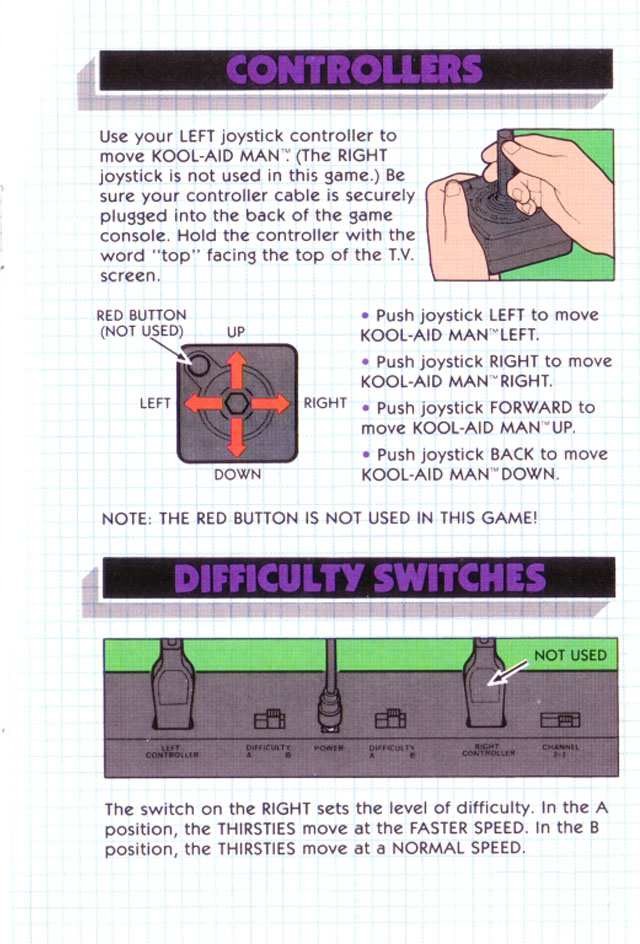 CONTROLLERS
Use your LEFT joystick controller to
move KOOL-AID MAN™. (The RIGHT
joystick is not used in this game.) Be
sure your controller cable is securely
plugged into the back of the game
console. Hold the controller with the
word "top" facing the top of the T.V.
screen.
RED BUTTON
(NOT USED)
UP
LEFT
RIGHT
DOWN
• Push joystick LEFT to move
KOOL-AID MAN™ LEFT.
• Push joystick RIGHT to move
KOOL-AID MAN™ RIGHT.
• Push joystick FORWARD to
move KOOL-AID MAN™ UP.
• Push joystick BACK to move
KOOL-AID MAN™ DOWN.
NOTE: THE RED BUTTON IS NOT USED IN THIS GAME!
DIFFICULTY SWITCHES
NOT USED
LEFT
CONTROLLER
DIFFICULTY
A B
POWER
DIFFICULTY
A B
RIGHT
CONTROLLER
CHANNEL
2-3
The switch on the RIGHT sets the level of difficulty. In the A
position, the THIRSTIES move at the FASTER SPEED. In the B
position, the THIRSTIES move at a NORMAL SPEED.